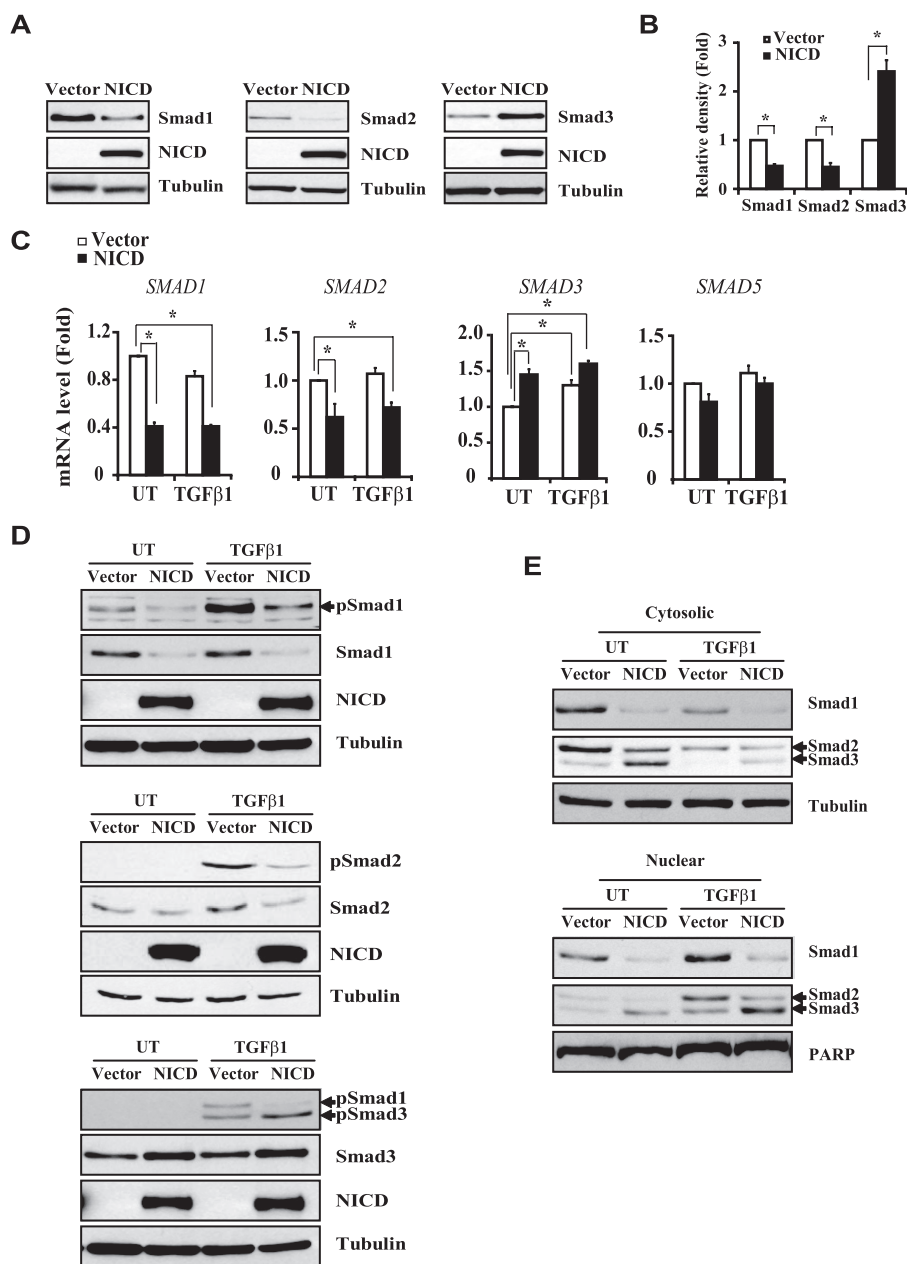 A
Vector NICD
Smad1
NICD
Tubulin
Vector NICD
Smad2
NICD
Tubulin
Vector NICD
Smad3
NICD
Tubulin
B
Vector
NICD
Relative density (Fold)
3
2
1
0
*
*
*
Smad1 Smad2 Smad3
C
Vector
NICD
mRNA level (Fold)
SMAD1
1.2
0.8
0.4
0
*
*
UT TGFβ1
SMAD2
1.5
1.0
0.5
0
*
*
UT TGFβ1
SMAD3
2.0
1.5
1.0
0
*
*
*
UT TGFβ1
SMAD5
1.5
1.0
0.5
0
UT TGFβ1
D
UT TGFβ1
Vector NICD Vector NICD
pSmad1
Smad1
NICD
Tubulin
UT TGFβ1
Vector NICD Vector NICD
pSmad2
Smad2
NICD
Tubulin
UT TGFβ1
Vector NICD Vector NICD
pSmad1
pSmad3
Smad3
NICD
Tubulin
E
Cytosolic
UT TGFβ1
Vector NICD Vector NICD
Smad1
Smad2
Smad3
Tubulin
Nuclear
UT TGFβ1
Vector NICD Vector NICD
Smad1
Smad2
Smad3
PARP